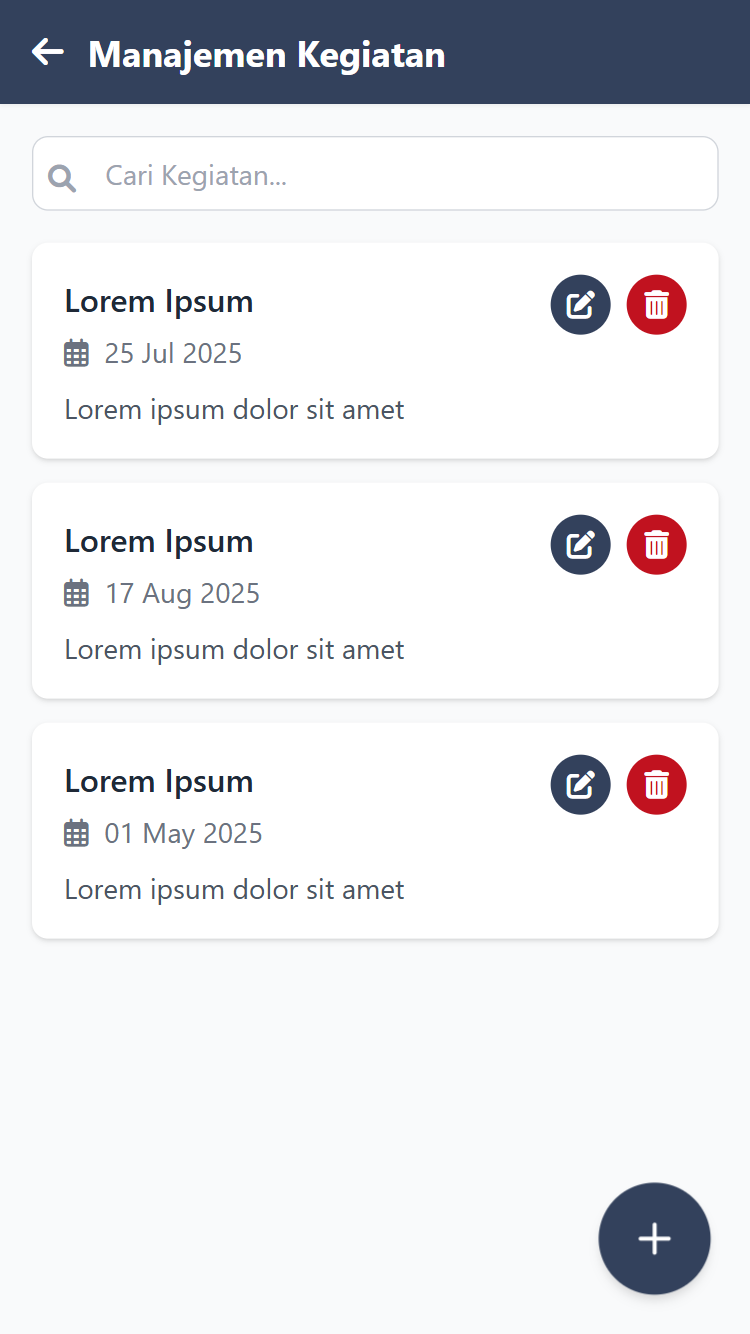 Manajemen Kegiatan
Cari Kegiatan...
Lorem Ipsum
25 Jul 2025
Lorem ipsum dolor sit amet
Lorem Ipsum
17 Aug 2025
Lorem ipsum dolor sit amet
Lorem Ipsum
01 May 2025
Lorem ipsum dolor sit amet